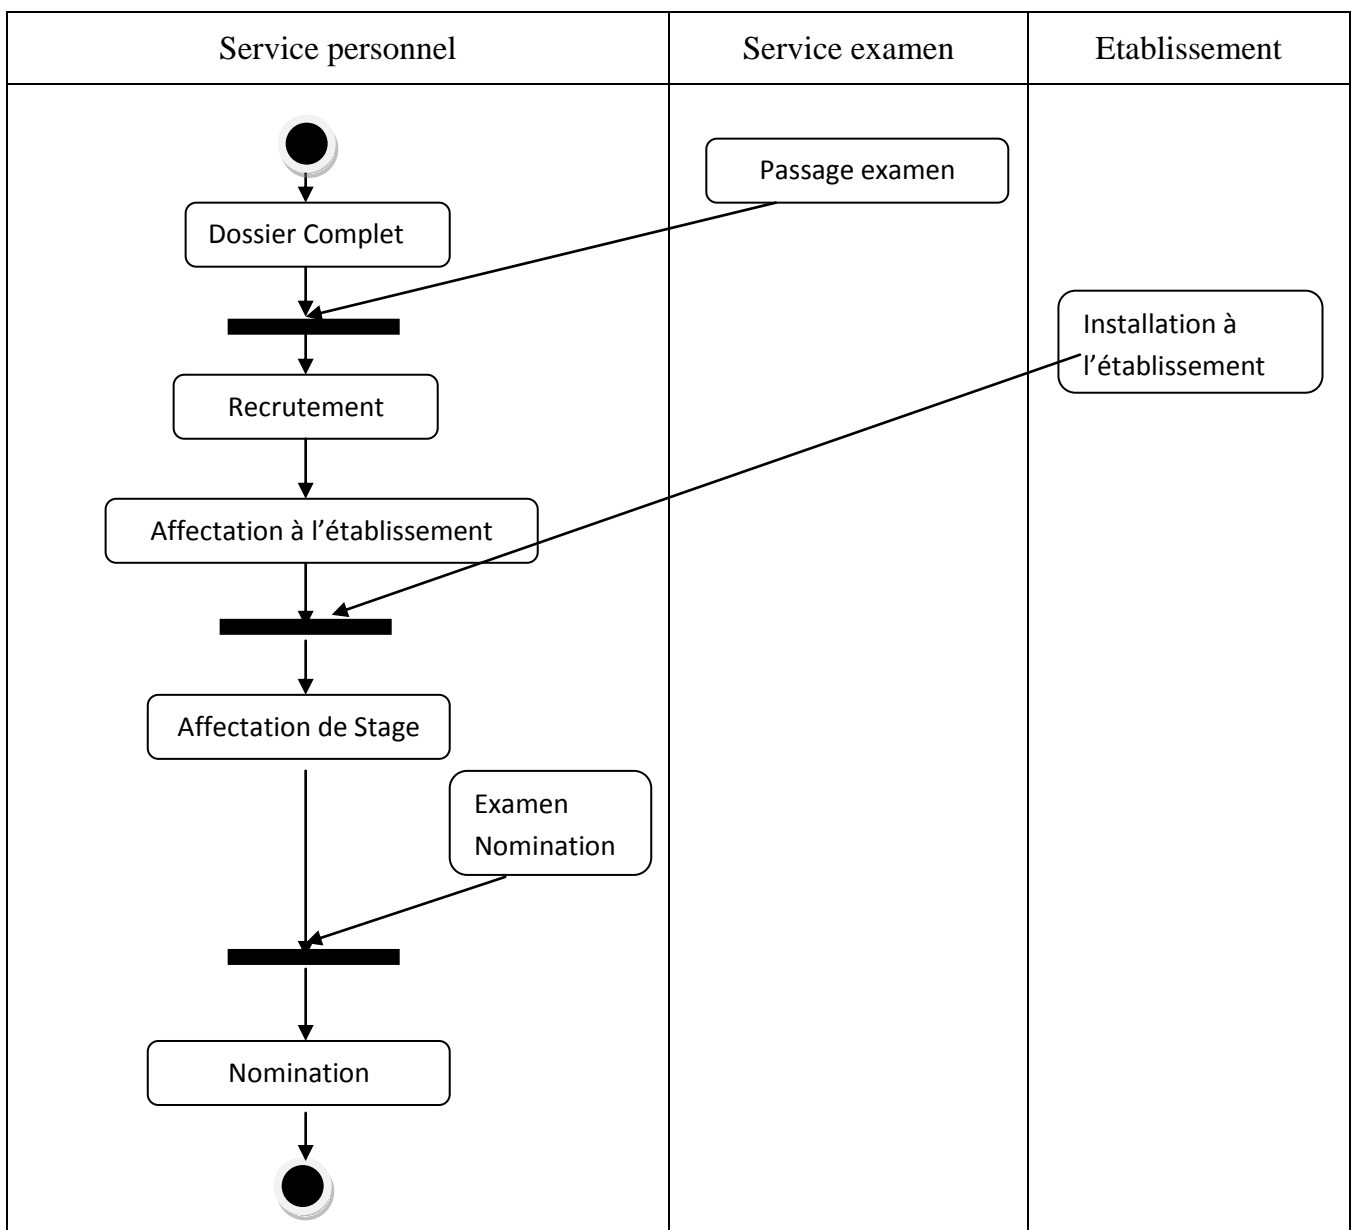 Service personnel
Service examen
Etablissement
Passage examen
Dossier Complet
Installation à
l’établissement
Recrutement
Affectation à l’établissement
Affectation de Stage
Examen
Nomination
Nomination